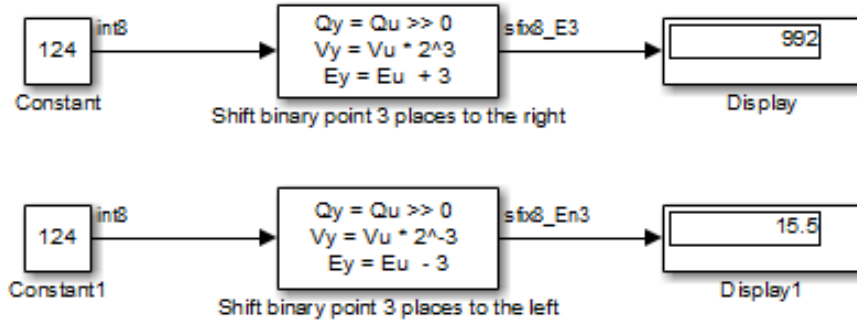 int8
Qy = Qu >> 0
sfix8_E3
124
Vy = Vu * 2^3
992
Ey = Eu + 3
Constant
Shift binary point 3 places to the right
Display
int8
Qy = Qu >> 0
sfix8_En3
124
Vy = Vu * 2^-3
15.5
Ey = Eu - 3
Constant1
Shift binary point 3 places to the left
Display1